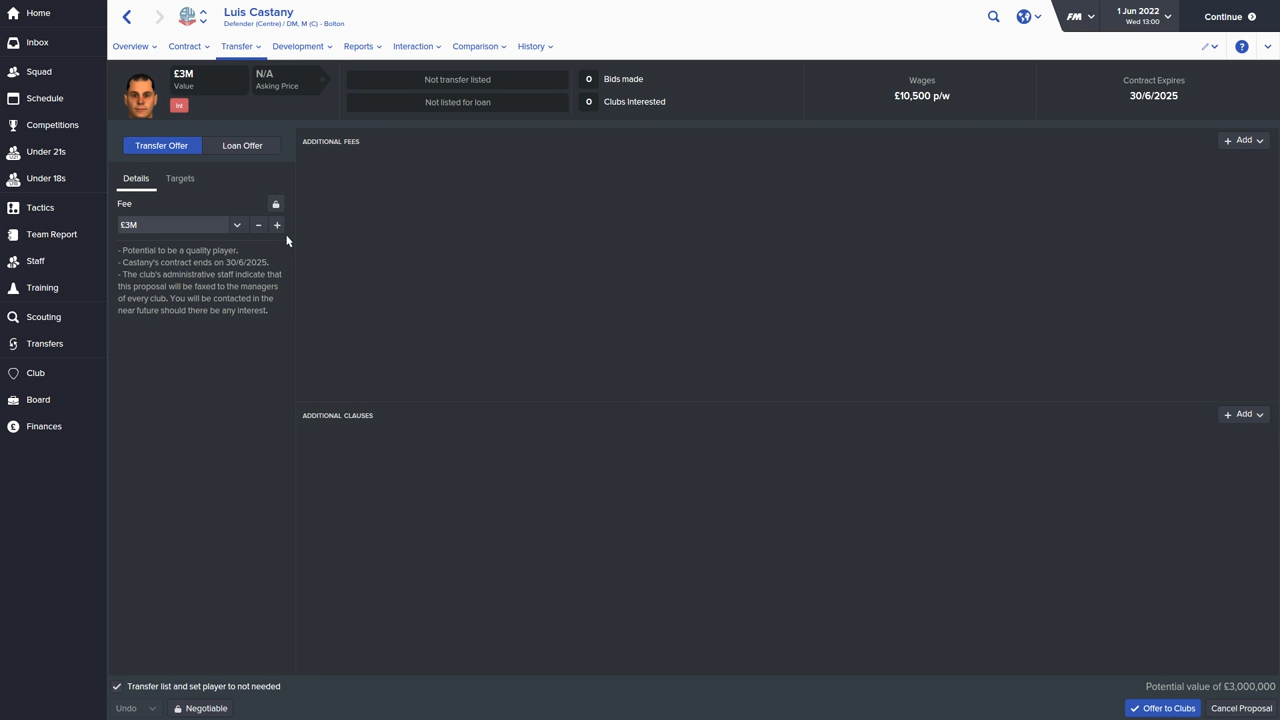 Home
Inbox
Squad
Schedule
Competitions
Under 21s
Under 18s
Tactics
Team Report
Staff
Training
Scouting
Transfers
Club
Board
Finances
Luis Castany
Defender (Centre) / DM, M (C) - Bolton
FM
1 Jun 2022
Wed 13:00
Continue
Overview
Contract
Transfer
Development
Reports
Interaction
Comparison
History
?
£3M
Value
Int
N/A
Asking Price
Not transfer listed
Not listed for loan
0 Bids made
0 Clubs Interested
Wages
£10,500 p/w
Contract Expires
30/6/2025
Transfer Offer
Loan Offer
Details
Targets
Fee
£3M
- Potential to be a quality player.
- Castany's contract ends on 30/6/2025.
- The club's administrative staff indicate that
this proposal will be faxed to the managers
of every club. You will be contacted in the
near future should there be any interest.
ADDITIONAL FEES
+ Add
ADDITIONAL CLAUSES
+ Add
Transfer list and set player to not needed
Undo
Negotiable
Potential value of £3,000,000
Offer to Clubs
Cancel Proposal